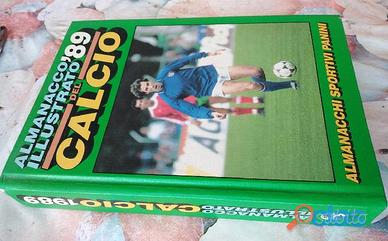 ALMANACCO
ILLUSTRATO '89
DEL
CALCIO
ALMANACCHI SPORTIVI PANINI
ALMANACCO
ILLUSTRATO
CALCIO 1989